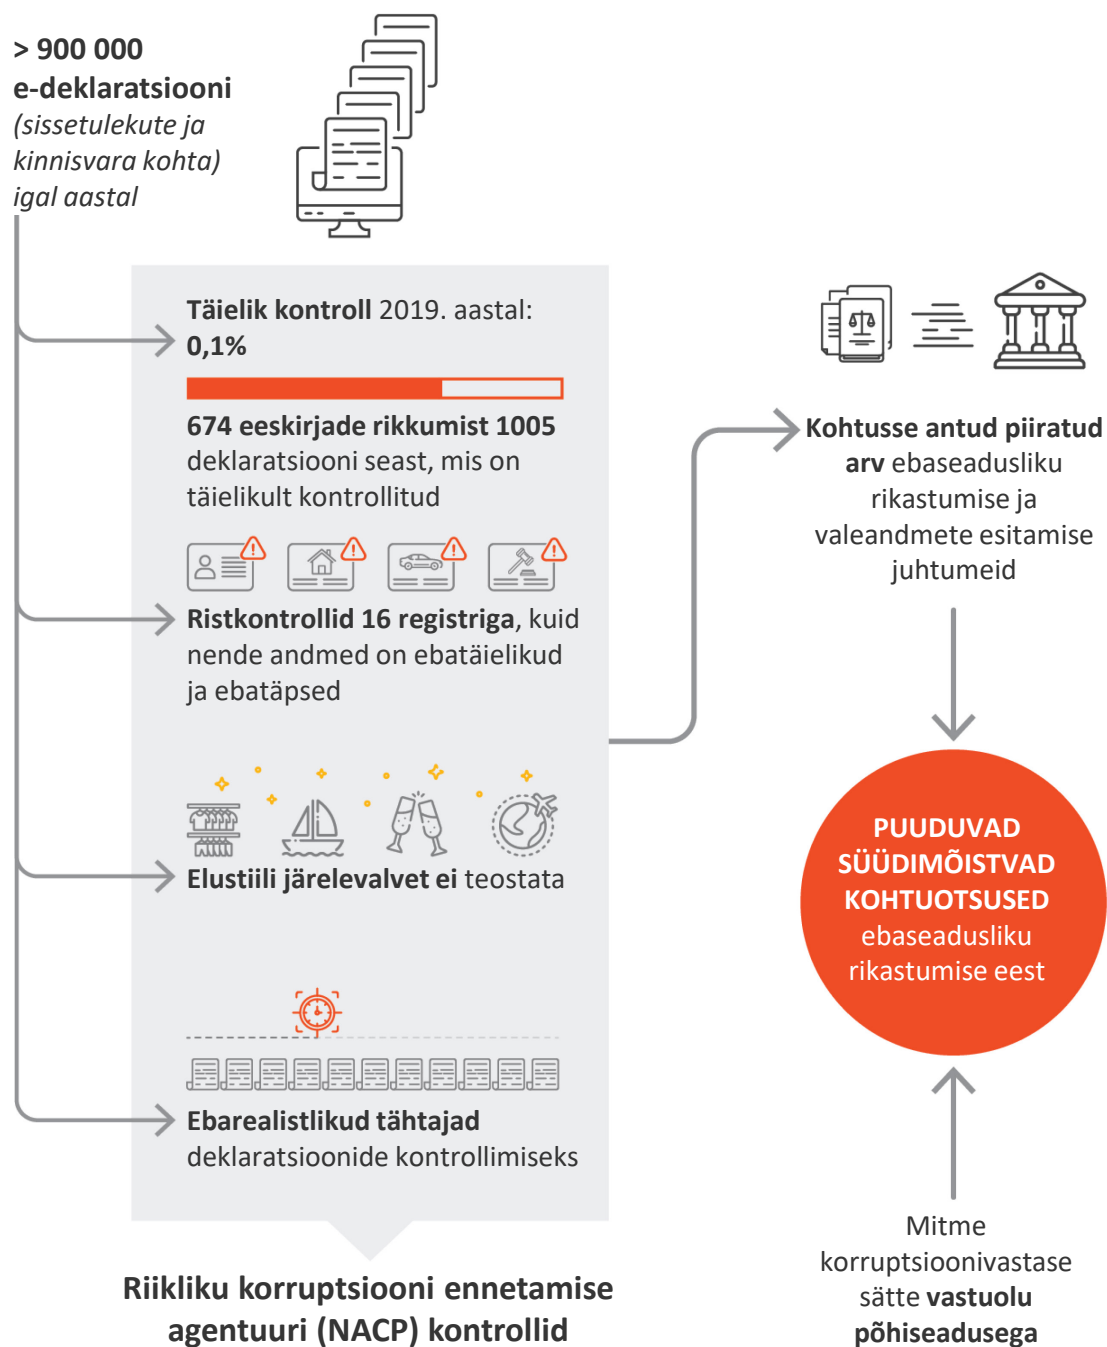 > 900 000
e-deklaratsiooni
(sissetulekute ja
kinnisvara kohta)
igal aastal
Täielik kontroll 2019. aastal:
0,1%
674 eeskirjade rikkumist 1005
deklaratsiooni seast, mis on
täielikult kontrollitud
Ristkontrollid 16 registriga, kuid
nende andmed on ebatäielikud
ja ebatäpsed
Elustiili järelevalvet ei teostata
Ebarealistlikud tähtajad
deklaratsioonide kontrollimiseks
Riikliku korruptsiooni ennetamise
agentuuri (NACP) kontrollid
Kohtusse antud piiratud
arv ebaseadusliku
rikastumise ja
valeandmete esitamise
juhtumeid
PUUDUVAD
SÜÜDIMÕISTVAD
KOHTUOTSUSED
ebaseadusliku
rikastumise eest
Mitme
korruptsioonivastase
sätte vastuolu
põhiseadusega